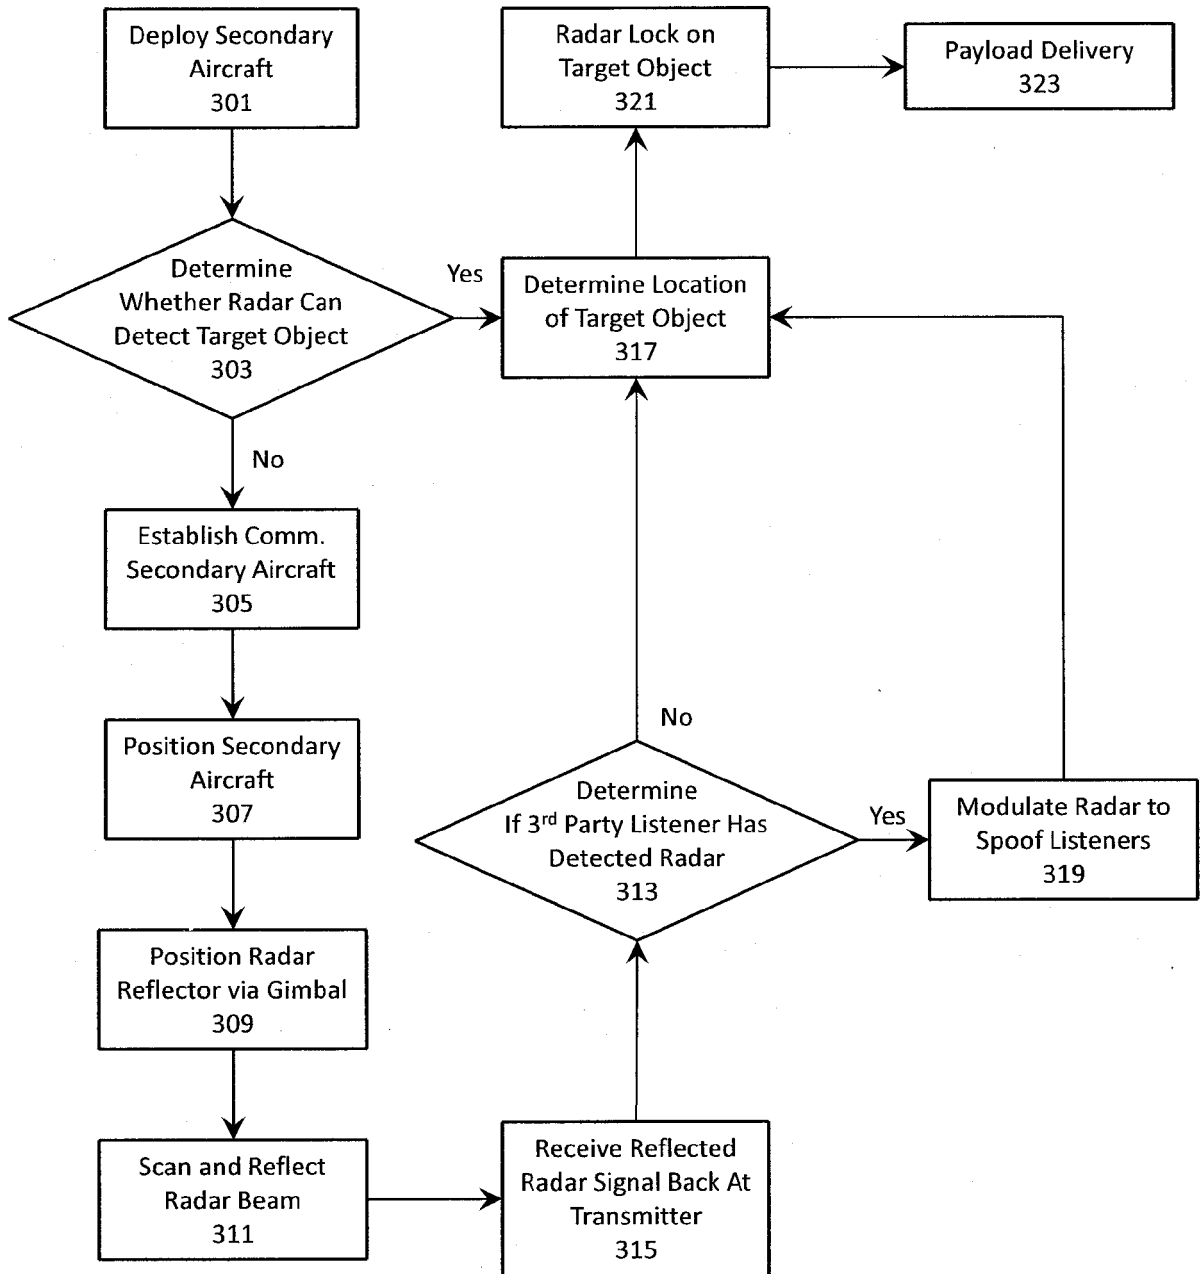 Deploy Secondary
Aircraft
301
Determine
Whether Radar Can
Detect Target Object
303
Yes
No
Establish Comm.
Secondary Aircraft
305
Position Secondary
Aircraft
307
Position Radar
Reflector via Gimbal
309
Scan and Reflect
Radar Beam
311
Receive Reflected
Radar Signal Back At
Transmitter
315
Determine
If 3rd Party Listener Has
Detected Radar
313
No
Yes
Modulate Radar to
Spoof Listeners
319
Determine Location
of Target Object
317
Radar Lock on
Target Object
321
Payload Delivery
323